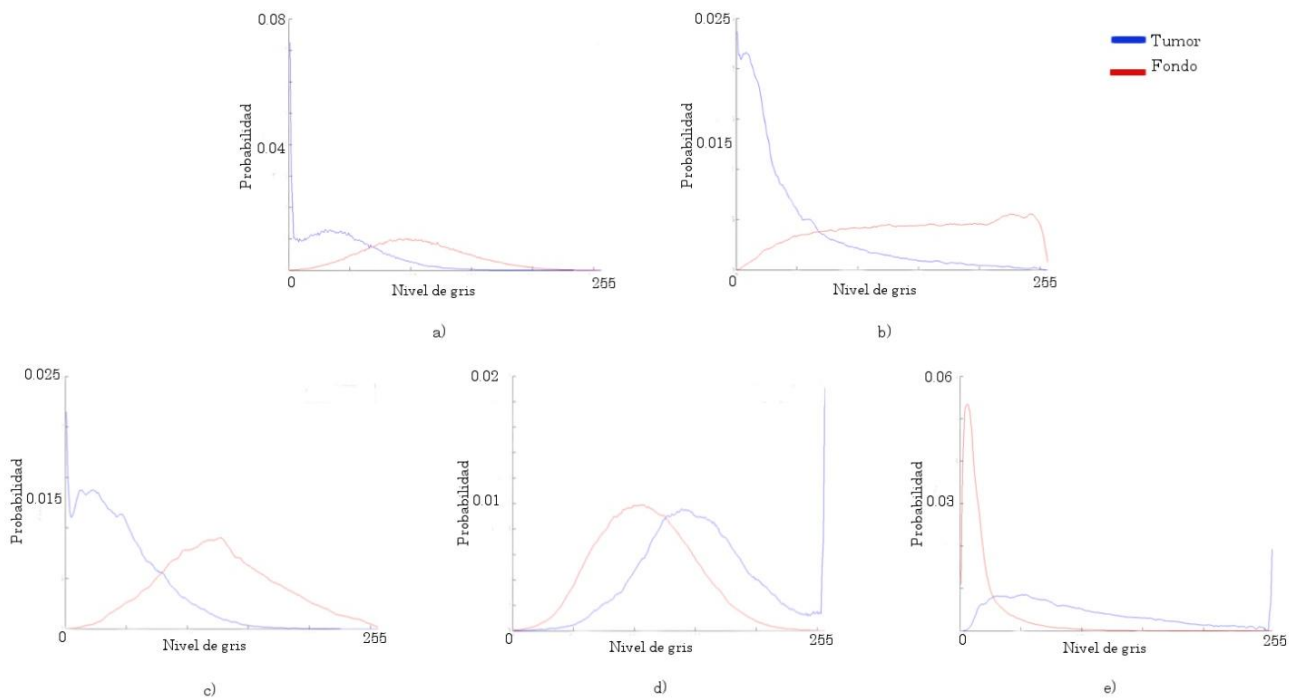 0.08
0.04
Probabilidad
0
Nivel de gris
255
a)
0.025
0.015
Probabilidad
0
Nivel de gris
255
b)
Tumor
Fondo
0.025
0.015
Probabilidad
0
Nivel de gris
255
c)
0.02
0.01
Probabilidad
0
Nivel de gris
255
d)
0.06
0.03
Probabilidad
0
Nivel de gris
255
e)